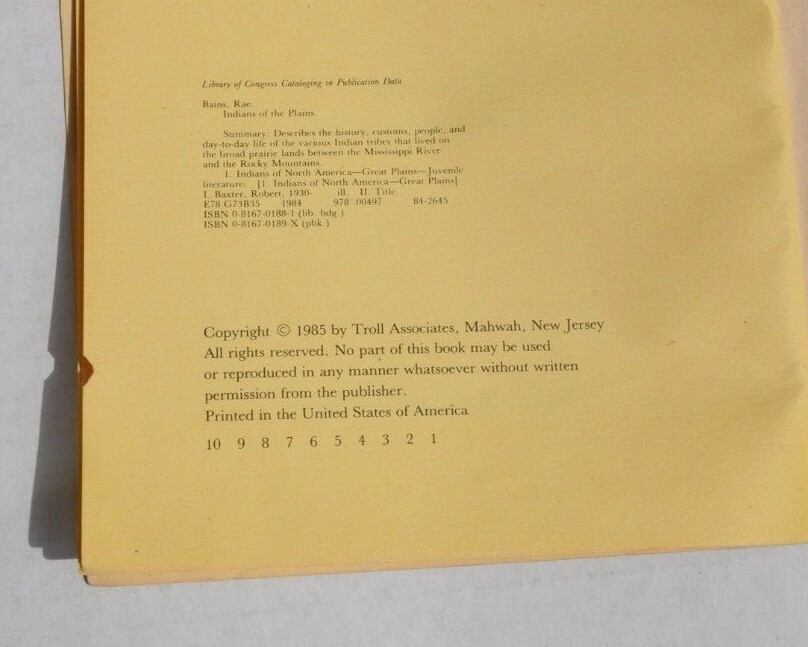 Library of Congress Cataloging in Publication Data
Bains, Rae.
Indians of the Plains.
Summary: Describes the history, customs, people, and
day-to-day life of the various Indian tribes that lived on
the broad prairie lands between the Mississippi River
and the Rocky Mountains.
1. Indians of North America—Great Plains—Juvenile
literature. [1. Indians of North America—Great Plains]
I. Baxter, Robert, 1930- ill. II. Title
E78.G73B35 1984 978'.00497 84-2645
ISBN 0-8167-0188-1 (lib. bdg.)
ISBN 0-8167-0189-X (pbk.)
Copyright © 1985 by Troll Associates, Mahwah, New Jersey
All rights reserved. No part of this book may be used
or reproduced in any manner whatsoever without written
permission from the publisher.
Printed in the United States of America
10 9 8 7 6 5 4 3 2 1